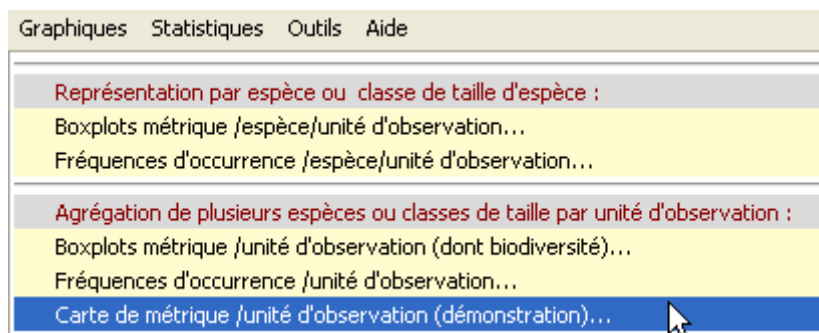 Graphiques Statistiques Outils Aide
Représentation par espèce ou classe de taille d'espèce :
Boxplots métrique /espèce/unité d'observation...
Fréquences d'occurrence /espèce/unité d'observation...
Agrégation de plusieurs espèces ou classes de taille par unité d'observation :
Boxplots métrique /unité d'observation (dont biodiversité)...
Fréquences d'occurrence /unité d'observation...
Carte de métrique /unité d'observation (démonstration)...